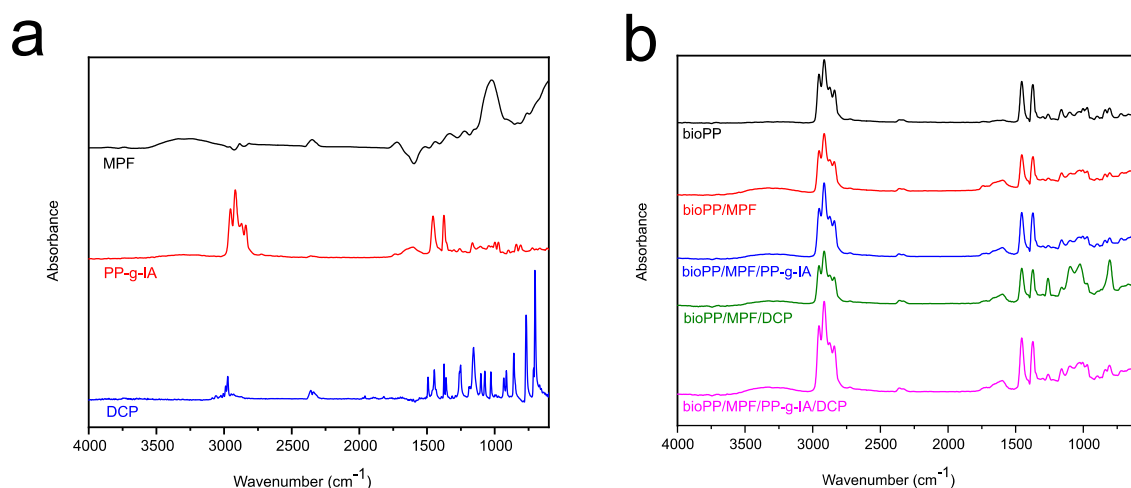 a
Absorbance
MPF
PP-g-IA
DCP
4000 3500 3000 2500 2000 1500 1000
Wavenumber (cm⁻¹)
b
Absorbance
bioPP
bioPP/MPF
bioPP/MPF/PP-g-IA
bioPP/MPF/DCP
bioPP/MPF/PP-g-IA/DCP
4000 3500 3000 2500 2000 1500 1000
Wavenumber (cm⁻¹)